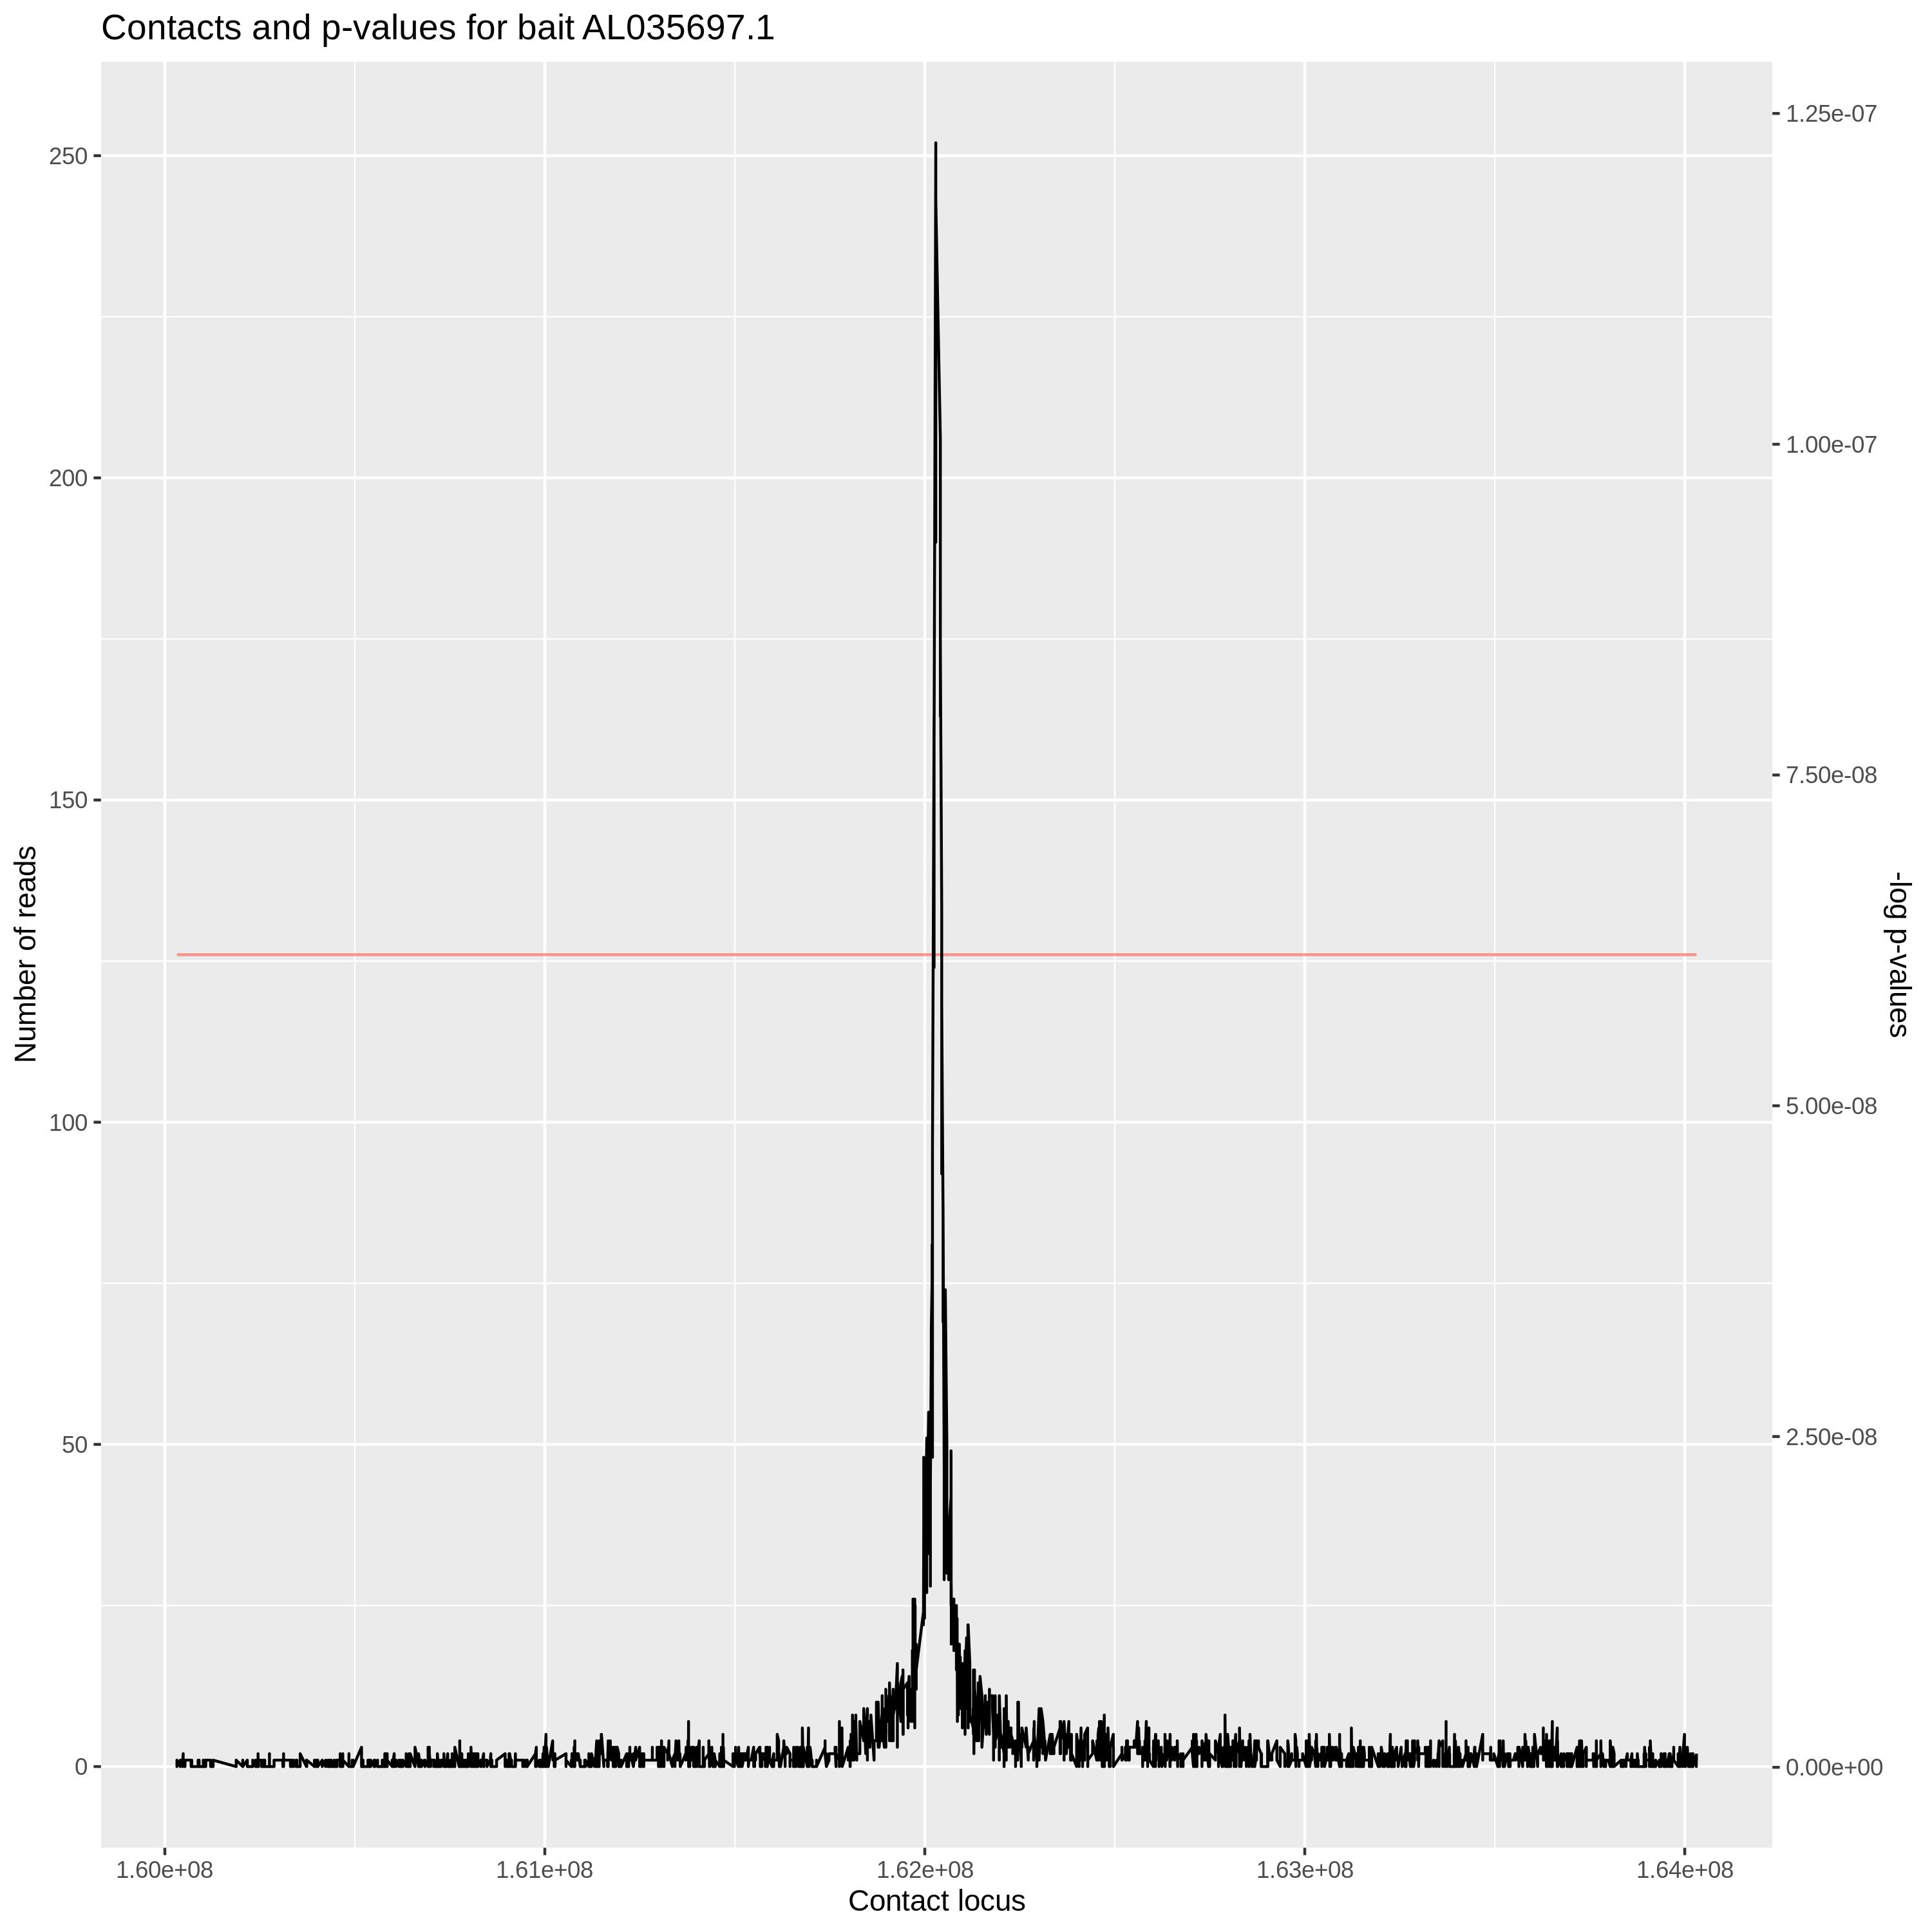 Contacts and p-values for bait AL035697.1
250
200
150
100
50
0
Number of reads
1.25e-07
1.00e-07
7.50e-08
5.00e-08
2.50e-08
0.00e+00
-log p-values
1.60e+08
1.61e+08
1.62e+08
1.63e+08
1.64e+08
Contact locus